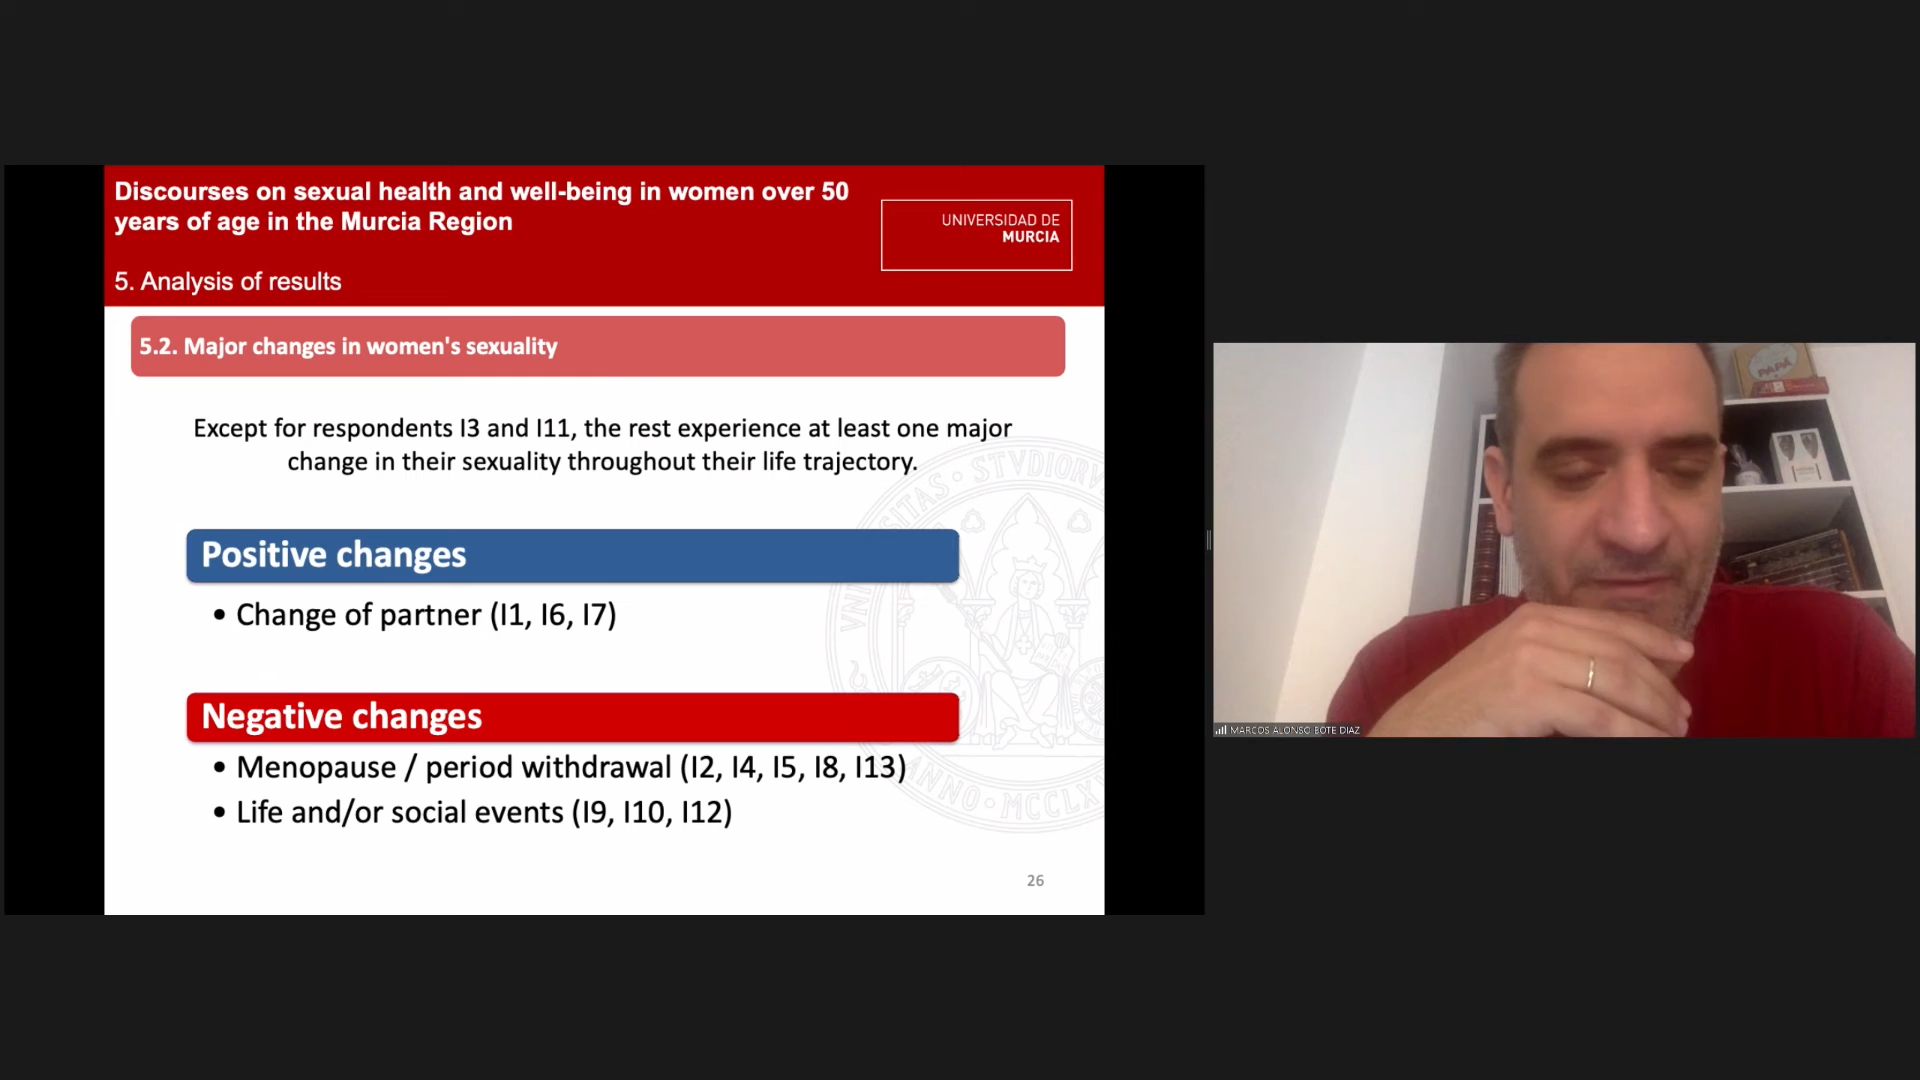 Discourses on sexual health and well-being in women over 50
years of age in the Murcia Region
UNIVERSIDAD DE
MURCIA
5. Analysis of results
5.2. Major changes in women's sexuality
Except for respondents I3 and I11, the rest experience at least one major
change in their sexuality throughout their life trajectory.
Positive changes
• Change of partner (I1, I6, I7)
Negative changes
• Menopause / period withdrawal (I2, I4, I5, I8, I13)
• Life and/or social events (I9, I10, I12)
26
PAPÁ
MARCOS ALONSO BOTE DIAZ